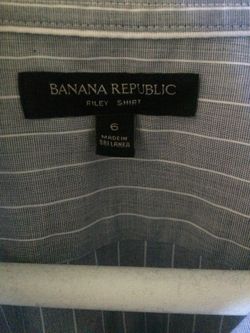 BANANA REPUBLIC
RILEY SHIRT
6
MADE IN
SRI LANKA